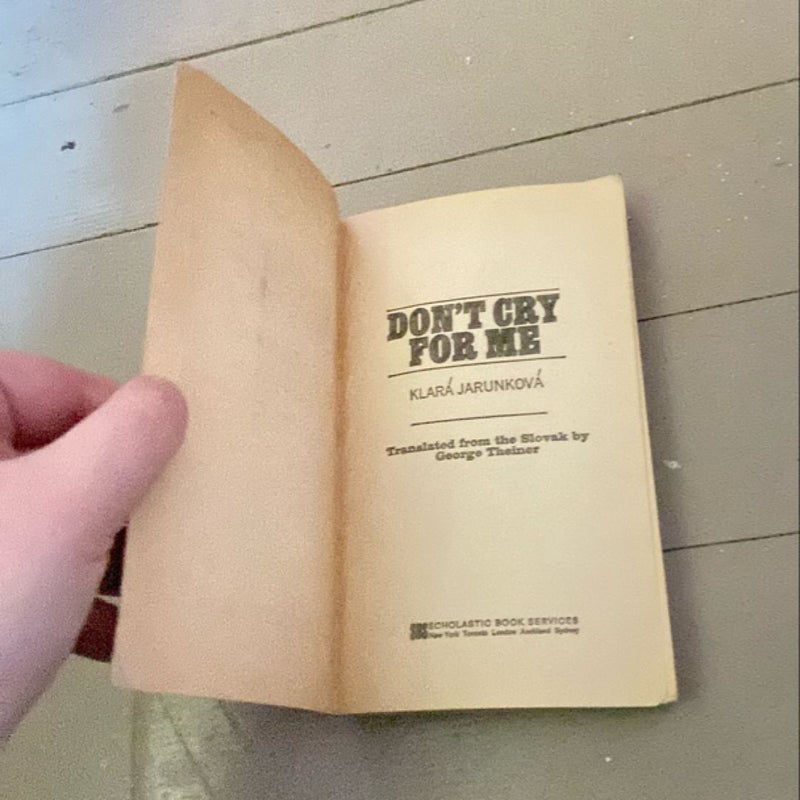 DON'T CRY
FOR ME
KLARÁ JARUNKOVÁ
Translated from the Slovak by
George Theiner
SBS SCHOLASTIC BOOK SERVICES
New York Toronto London Auckland Sydney